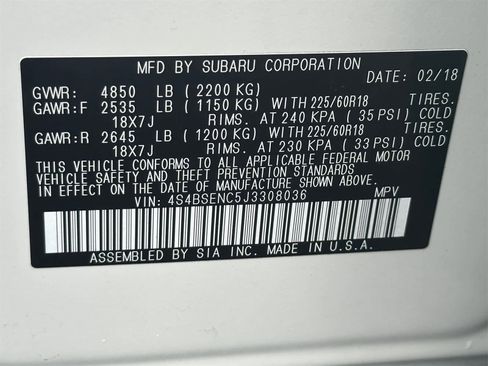 MFD BY SUBARU CORPORATION
DATE: 02/18
GVWR: 4850 LB (2200 KG)
GAWR:F 2535 LB (1150 KG) WITH 225/60R18 TIRES.
18X7J RIMS. AT 240 KPA ( 35 PSI) COLD
GAWR:R 2645 LB (1200 KG) WITH 225/60R18 TIRES.
18X7J RIMS. AT 230 KPA ( 33 PSI) COLD
THIS VEHICLE CONFORMS TO ALL APPLICABLE FEDERAL MOTOR
VEHICLE SAFETY AND THEFT PREVENTION STANDARDS
IN EFFECT ON THE DATE OF MANUFACTURE SHOWN ABOVE.
VIN: 4S4BSENC5J3308036 MPV
ASSEMBLED BY SIA INC. MADE IN U.S.A.